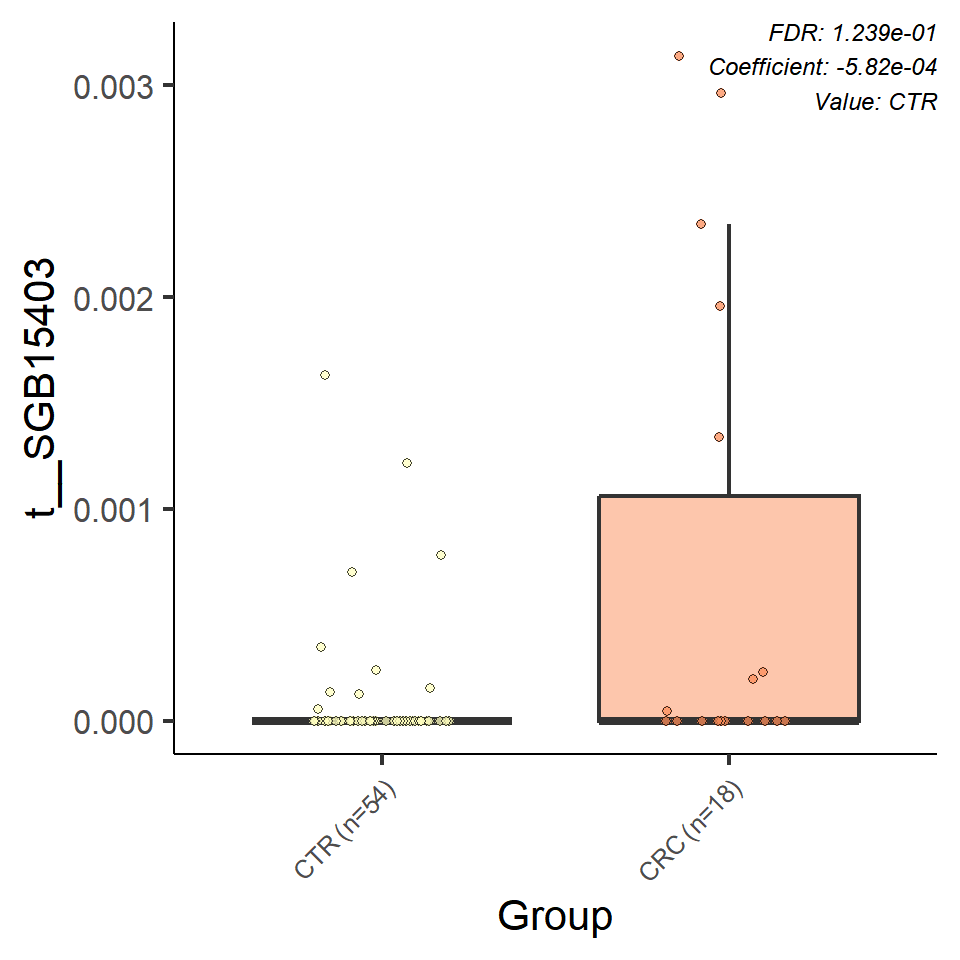 FDR: 1.239e-01
Coefficient: -5.82e-04
Value: CTR
0.003
0.002
0.001
0.000
t__SGB15403
CTR (n=54)
CRC (n=18)
Group